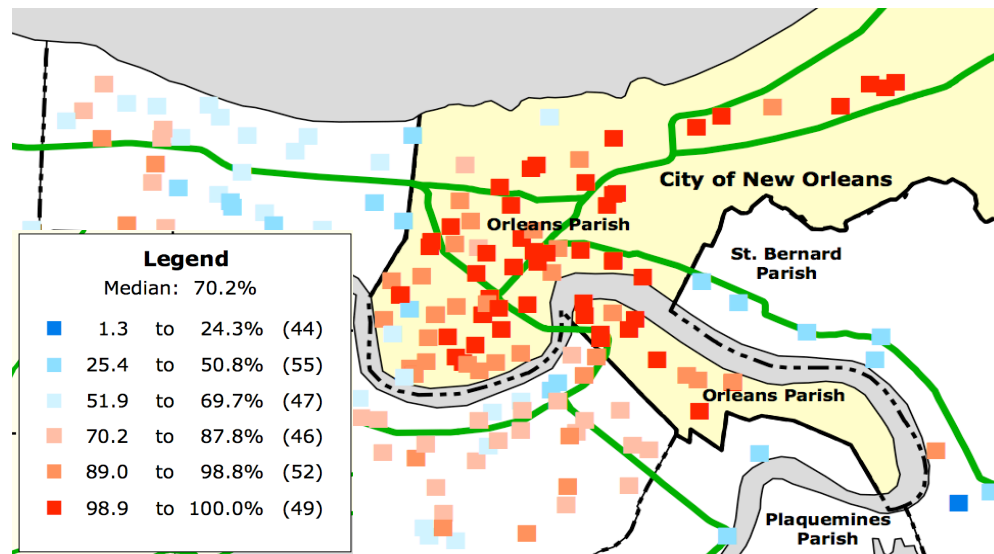 City of New Orleans
Orleans Parish
St. Bernard
Parish
Legend
Median: 70.2%
1.3 to 24.3% (44)
25.4 to 50.8% (55)
51.9 to 69.7% (47)
70.2 to 87.8% (46)
89.0 to 98.8% (52)
98.9 to 100.0% (49)
Orleans Parish
Plaquemines
Parish